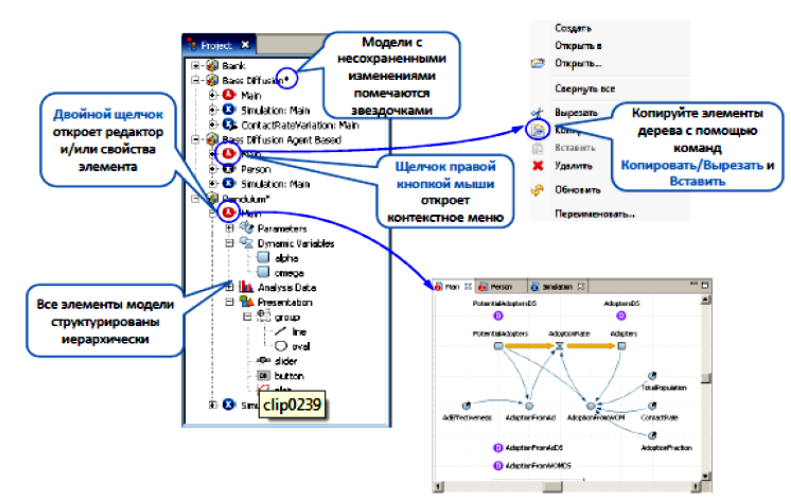 Project
Bank
Bass Diffusion*
Main
Simulation: Main
ContactRateVariation: Main
Bass Diffusion Agent Based
Main
Person
Simulation: Main
Pendulum*
Main
Parameters
Dynamic Variables
alpha
omega
Analysis Data
Presentation
group
line
oval
slider
button
clip0239
Модели с
несохраненными
изменениями
помечаются
звездочками
Двойной щелчок
откроет редактор
и/или свойства
элемента
Щелчок правой
кнопкой мыши
откроет
контекстное меню
Все элементы модели
структурированы
иерархически
Создать
Открыть в
Открыть...
Свернуть все
Вырезать
Вставить
Удалить
Обновить
Переименовать...
Копируйте элементы
дерева с помощью
команд
Копировать/Вырезать и
Вставить
Main
Person
Simulation
PotentialAdoptersDS
AdoptersDS
PotentialAdopters
AdoptionRate
Adopters
TotalPopulation
AdEffectiveness
AdoptionFromAd
AdoptionFromWOM
ContactRate
AdoptionFraction
AdoptionFromAdDS
AdoptionFromWOMDS